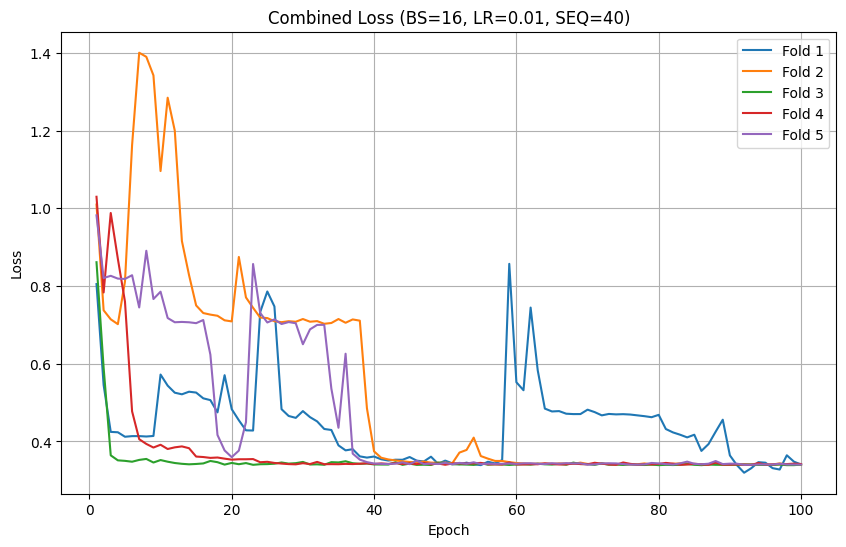 Combined Loss (BS=16, LR=0.01, SEQ=40)
Fold 1
Fold 2
Fold 3
Fold 4
Fold 5
Loss
1.4
1.2
1.0
0.8
0.6
0.4
0 20 40 60 80 100
Epoch